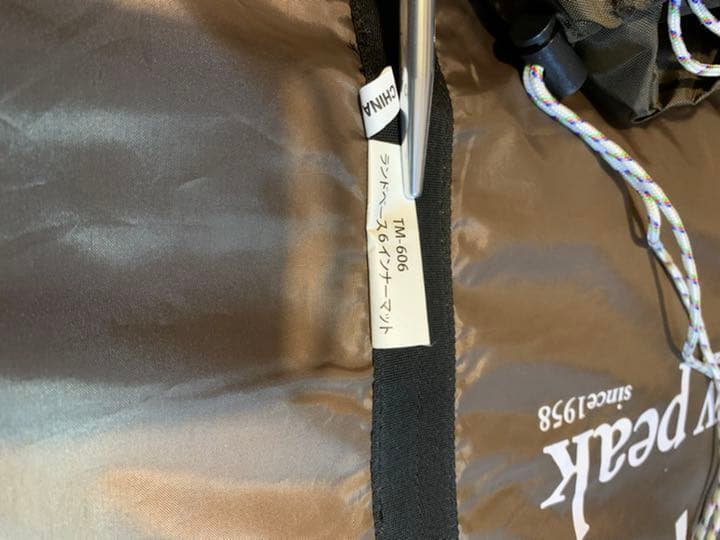 CHINA
TM-606
ランドベース6インナーマット
w peak
since1958